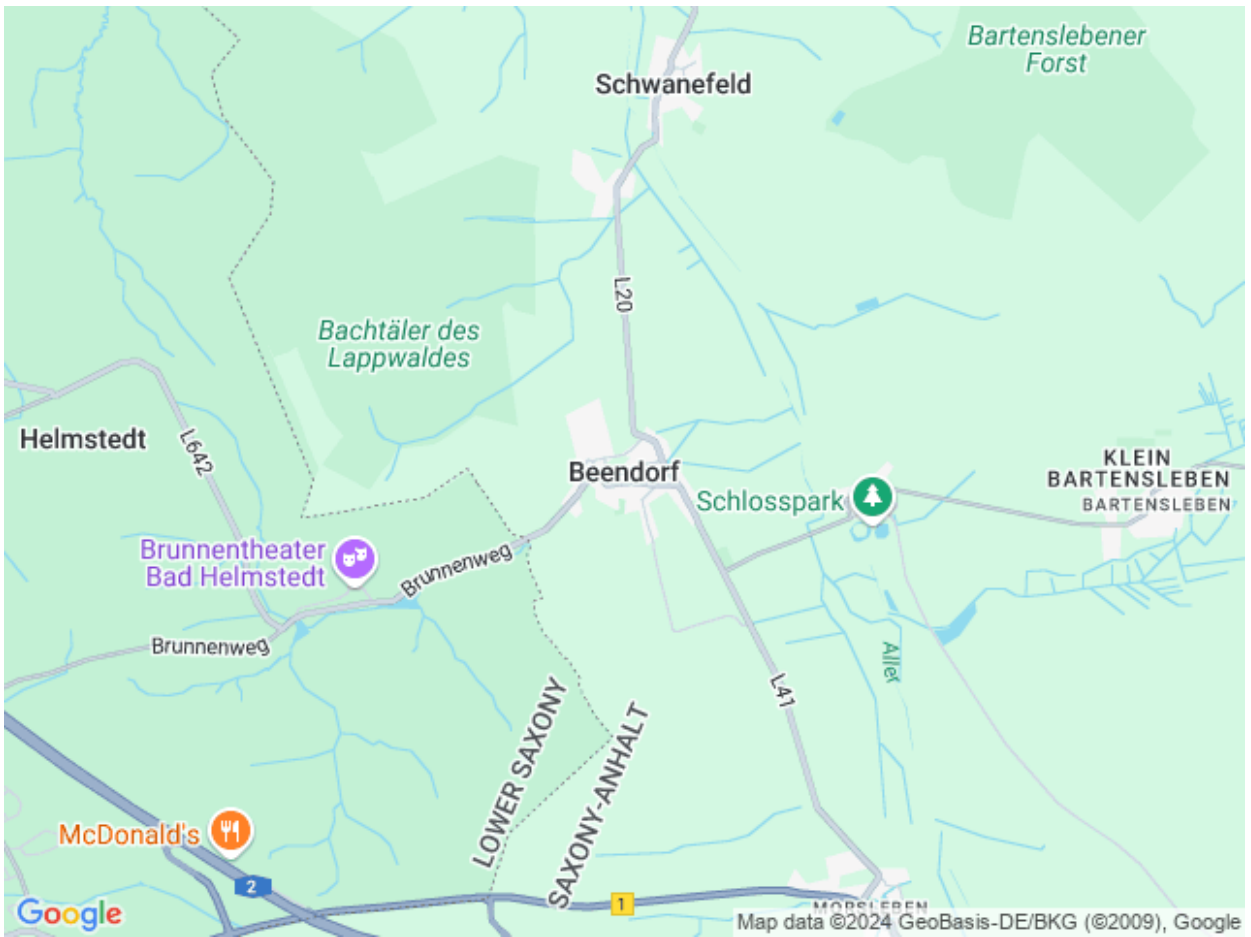 Bartenslebener
Forst
Schwanefeld
L20
Bachtäler des
Lappwaldes
Helmstedt
L642
Beendorf
KLEIN
BARTENSLEBEN
BARTENSLEBEN
Schlosspark
Brunnentheater
Bad Helmstedt
Brunnenweg
Brunnenweg
Aller
L41
LOWER SAXONY
SAXONY-ANHALT
McDonald's
2
1
MORSLEBEN
Google
Map data ©2024 GeoBasis-DE/BKG (©2009), Google